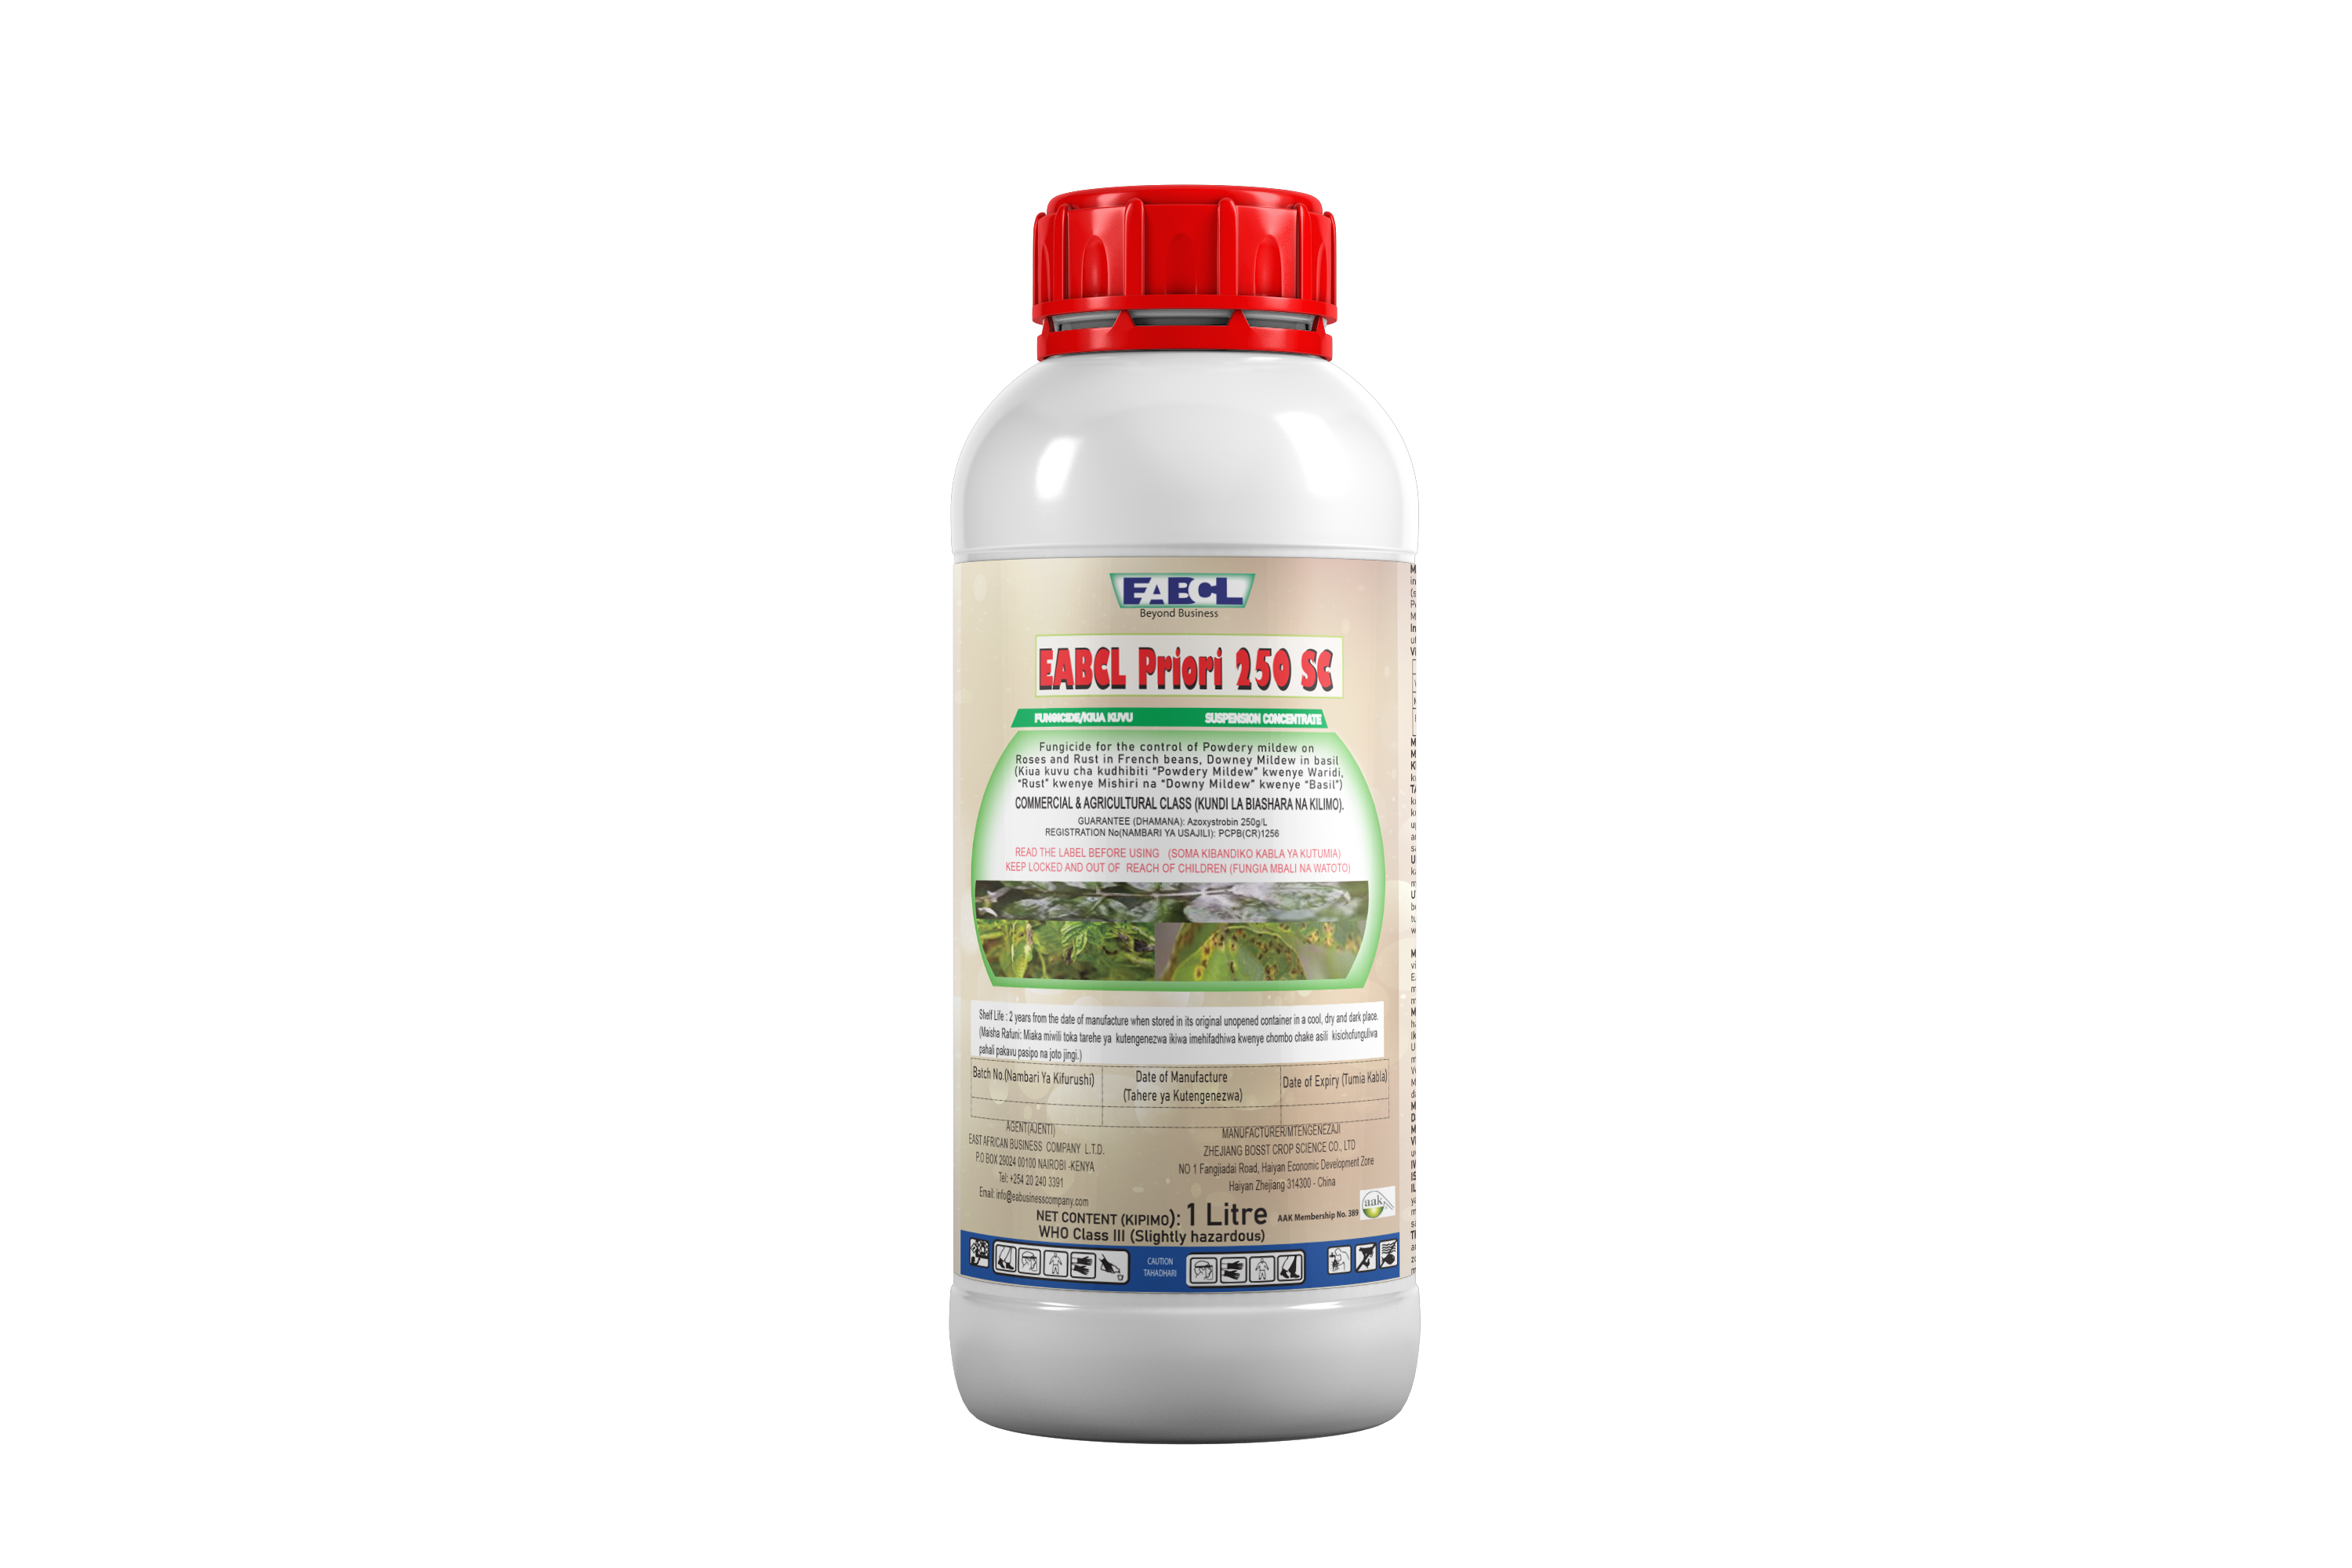 EABCL
Beyond Business
EABCL Priori 250 SC
FUNGICIDE/KIUA KUVU SUSPENSION CONCENTRATE
Fungicide for the control of Powdery mildew on
Roses and Rust in French beans, Downey Mildew in basil
(Kiua kuvu cha kudhibiti “Powdery Mildew” kwenye Waridi,
“Rust” kwenye Mishiri na “Downy Mildew” kwenye “Basil”)
COMMERCIAL & AGRICULTURAL CLASS (KUNDI LA BIASHARA NA KILIMO).
GUARANTEE (DHAMANA): Azoxystrobin 250g/L
REGISTRATION No(NAMBARI YA USAJILI): PCPB(CR)1256
READ THE LABEL BEFORE USING (SOMA KIBANDIKO KABLA YA KUTUMIA)
KEEP LOCKED AND OUT OF REACH OF CHILDREN (FUNGIA MBALI NA WATOTO)
Shelf Life : 2 years from the date of manufacture when stored in its original unopened container in a cool, dry and dark place.
(Maisha Rafuni: Miaka miwili toka tarehe ya kutengenezwa ikiwa imehifadhiwa kwenye chombo chake asili kisichofunguliwa
pahali pakavu pasipo na joto jingi.)
Batch No.(Nambari Ya Kifurushi)
Date of Manufacture
(Tahere ya Kutengenezwa)
Date of Expiry (Tumia Kabla)
AGENT(AJENTI)
EAST AFRICAN BUSINESS COMPANY L.T.D.
P.O BOX 29024 00100 NAIROBI -KENYA
Tel: +254 20 240 3391
Email: info@eabusinesscompany.com
MANUFACTURER/MTENGENEZAJI
ZHEJIANG BOSST CROP SCIENCE CO., LTD
NO 1 Fangjiadai Road, Haiyan Economic Development Zore
Haiyan Zhejiang 314300 - China
NET CONTENT (KIPIMO): 1 Litre
AAK Membership No. 389
aak
WHO Class III (Slightly hazardous)
CAUTION
TAHADHARI